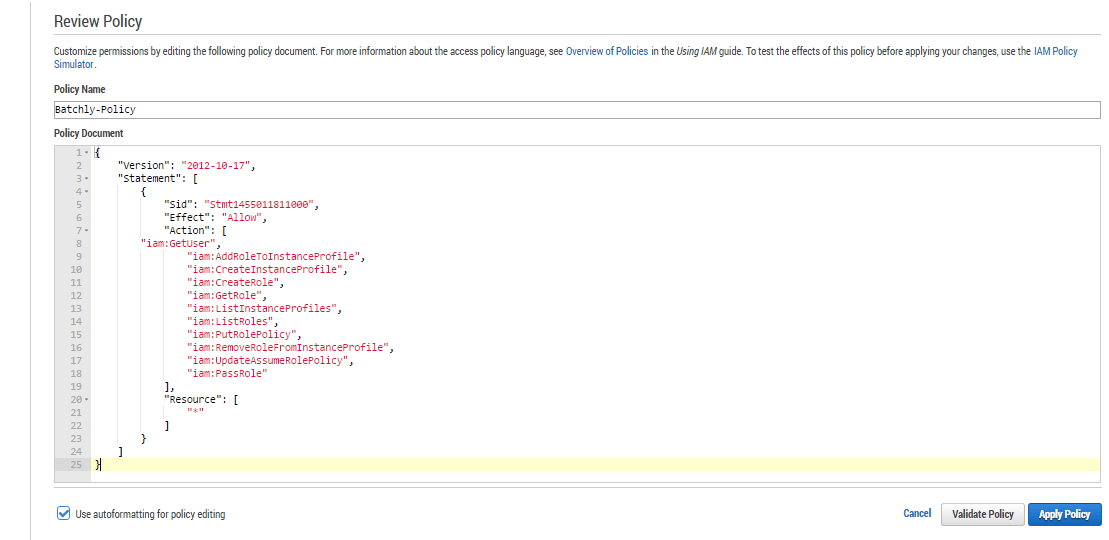 Review Policy
Customize permissions by editing the following policy document. For more information about the access policy language, see Overview of Policies in the Using IAM guide. To test the effects of this policy before applying your changes, use the IAM Policy
Simulator.
Policy Name
Batchly-Policy
Policy Document
1 {
2 "Version": "2012-10-17",
3 "Statement": [
4 {
5 "Sid": "Stmt1455011811000",
6 "Effect": "Allow",
7 "Action": [
8 "iam:GetUser",
9 "iam:AddRoleToInstanceProfile",
10 "iam:CreateInstanceProfile",
11 "iam:CreateRole",
12 "iam:GetRole",
13 "iam:ListInstanceProfiles",
14 "iam:ListRoles",
15 "iam:PutRolePolicy",
16 "iam:RemoveRoleFromInstanceProfile",
17 "iam:UpdateAssumeRolePolicy",
18 "iam:PassRole"
19 ],
20 "Resource": [
21 "*"
22 ]
23 }
24 ]
25 }
Use autoformatting for policy editing
Cancel Validate Policy Apply Policy